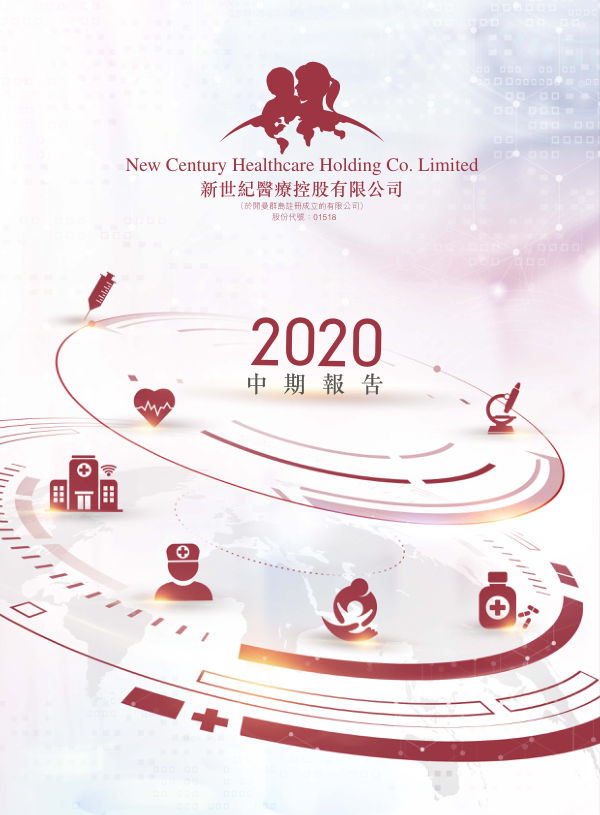 New Century Healthcare Holding Co. Limited
新世紀醫療控股有限公司
（於開曼群島註冊成立的有限公司）
股份代號：01518
2020
中期報告